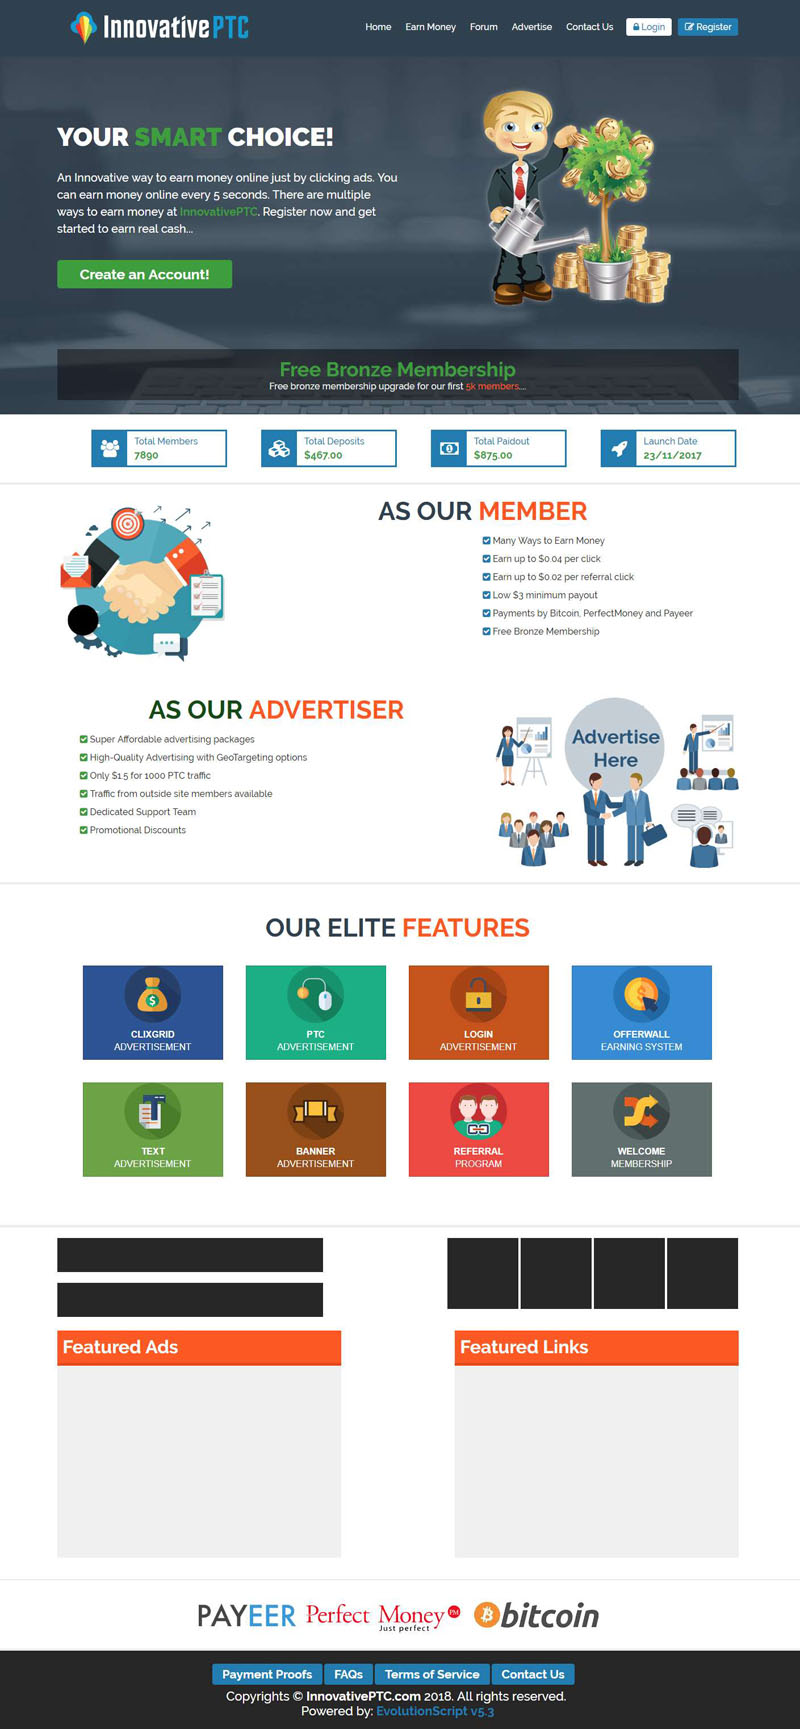 InnovativePTC
Home Earn Money Forum Advertise Contact Us Login Register
YOUR SMART CHOICE!
An Innovative way to earn money online just by clicking ads. You
can earn money online every 5 seconds. There are multiple
ways to earn money at InnovativePTC. Register now and get
started to earn real cash...
Create an Account!
Free Bronze Membership
Free bronze membership upgrade for our first 5k members....
Total Members
7890
Total Deposits
$467.00
Total Paidout
$875.00
Launch Date
23/11/2017
AS OUR MEMBER
Many Ways to Earn Money
Earn up to $0.04 per click
Earn up to $0.02 per referral click
Low $3 minimum payout
Payments by Bitcoin, PerfectMoney and Payeer
Free Bronze Membership
AS OUR ADVERTISER
Super Affordable advertising packages
High-Quality Advertising with GeoTargeting options
Only $1.5 for 1000 PTC traffic
Traffic from outside site members available
Dedicated Support Team
Promotional Discounts
Advertise
Here
OUR ELITE FEATURES
CLIXGRID
ADVERTISEMENT
PTC
ADVERTISEMENT
LOGIN
ADVERTISEMENT
OFFERWALL
EARNING SYSTEM
TEXT
ADVERTISEMENT
BANNER
ADVERTISEMENT
REFERRAL
PROGRAM
WELCOME
MEMBERSHIP
Featured Ads
Featured Links
PAYEER
Perfect Money PM
Just perfect
bitcoin
Payment Proofs FAQs Terms of Service Contact Us
Copyrights © InnovativePTC.com 2018. All rights reserved.
Powered by: EvolutionScript v5.3